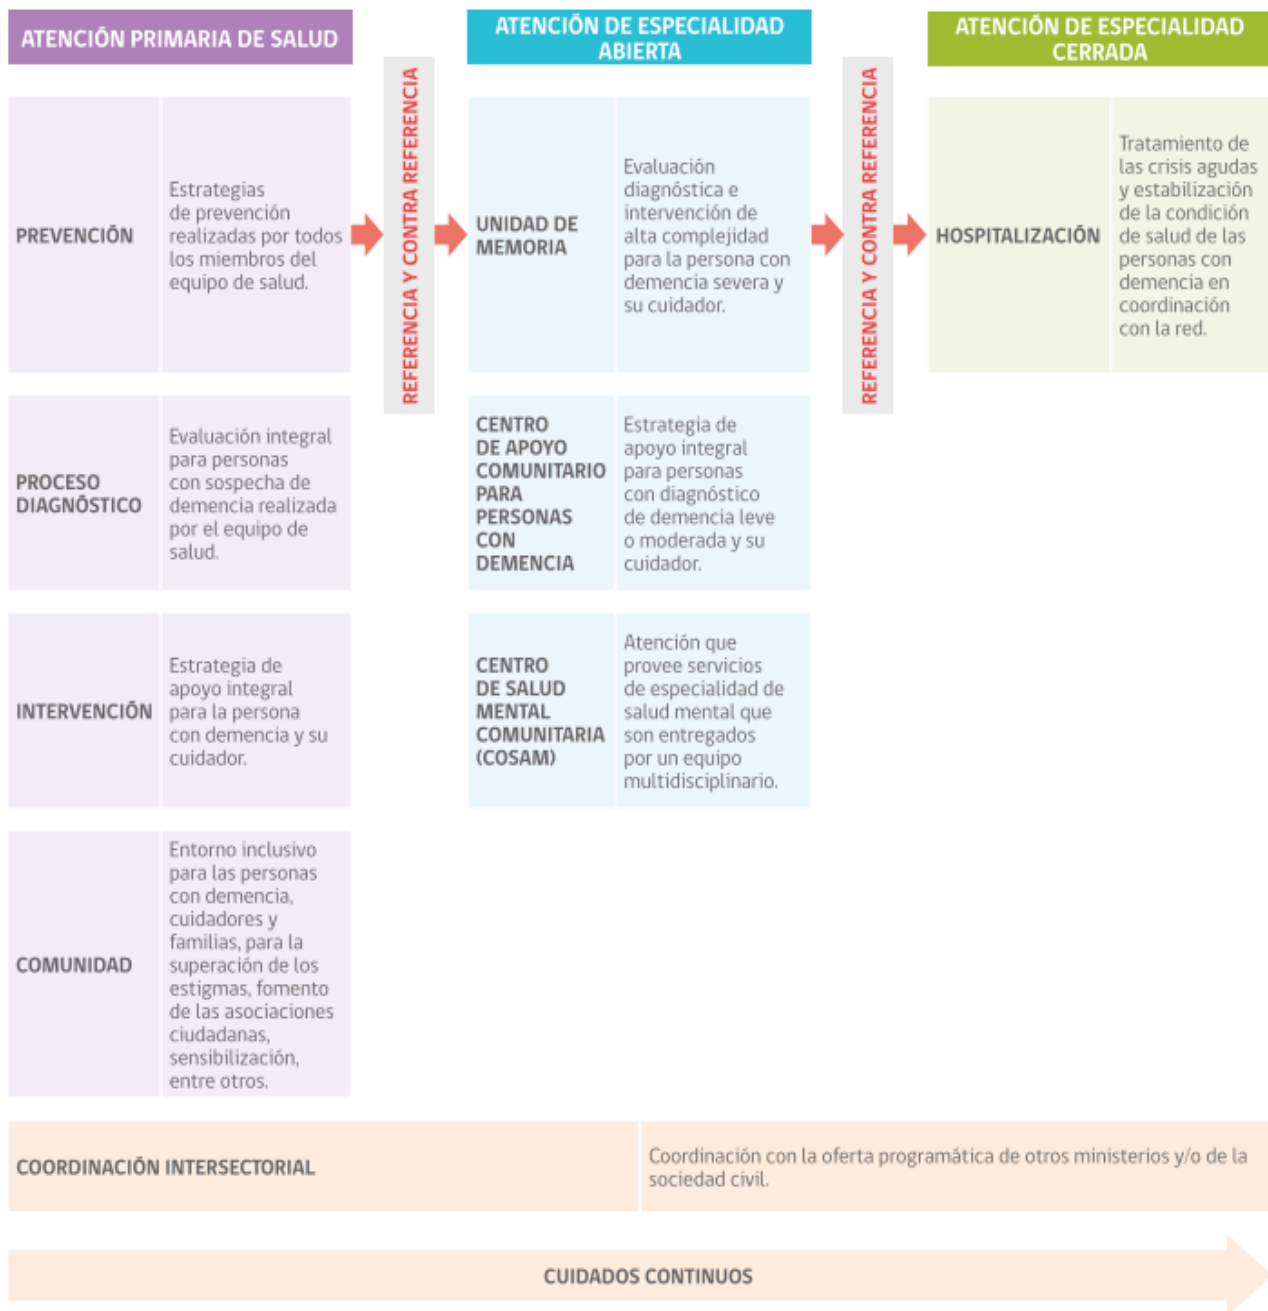 ATENCIÓN PRIMARIA DE SALUD
PREVENCIÓN
Estrategias
de prevención
realizadas por todos
los miembros del
equipo de salud.
PROCESO
DIAGNÓSTICO
Evaluación integral
para personas
con sospecha de
demencia realizada
por el equipo de
salud.
INTERVENCIÓN
Estrategia de
apoyo integral
para la persona
con demencia y su
cuidador.
COMUNIDAD
Entorno inclusivo
para las personas
con demencia,
cuidadores y
familias, para la
superación de los
estigmas, fomento
de las asociaciones
ciudadanas,
sensibilización,
entre otros.
REFERENCIA Y CONTRA REFERENCIA
ATENCIÓN DE ESPECIALIDAD
ABIERTA
UNIDAD DE
MEMORIA
Evaluación
diagnóstica e
intervención de
alta complejidad
para la persona con
demencia severa y
su cuidador.
CENTRO
DE APOYO
COMUNITARIO
PARA
PERSONAS
CON
DEMENCIA
Estrategia de
apoyo integral
para personas
con diagnóstico
de demencia leve
o moderada y su
cuidador.
CENTRO
DE SALUD
MENTAL
COMUNITARIA
(COSAM)
Atención que
provee servicios
de especialidad de
salud mental que
son entregados
por un equipo
multidisciplinario.
REFERENCIA Y CONTRA REFERENCIA
ATENCIÓN DE ESPECIALIDAD
CERRADA
HOSPITALIZACIÓN
Tratamiento de
las crisis agudas
y estabilización
de la condición
de salud de las
personas con
demencia en
coordinación
con la red.
COORDINACIÓN INTERSECTORIAL
Coordinación con la oferta programática de otros ministerios y/o de la
sociedad civil.
CUIDADOS CONTINUOS